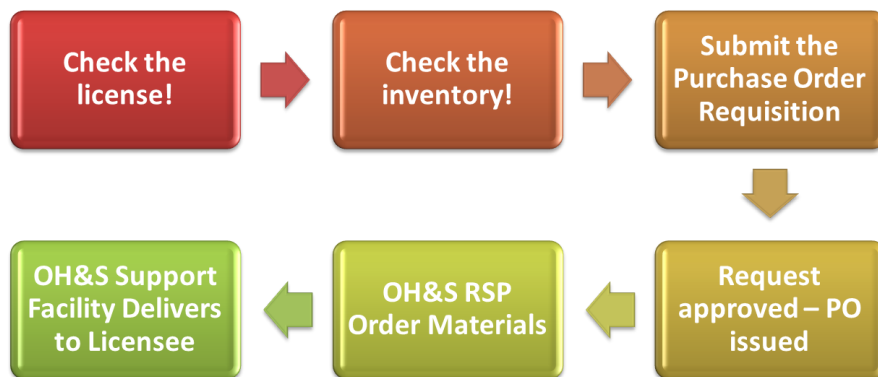 Check the
license!
Check the
inventory!
Submit the
Purchase Order
Requisition
Request
approved – PO
issued
OH&S RSP
Order Materials
OH&S Support
Facility Delivers
to Licensee